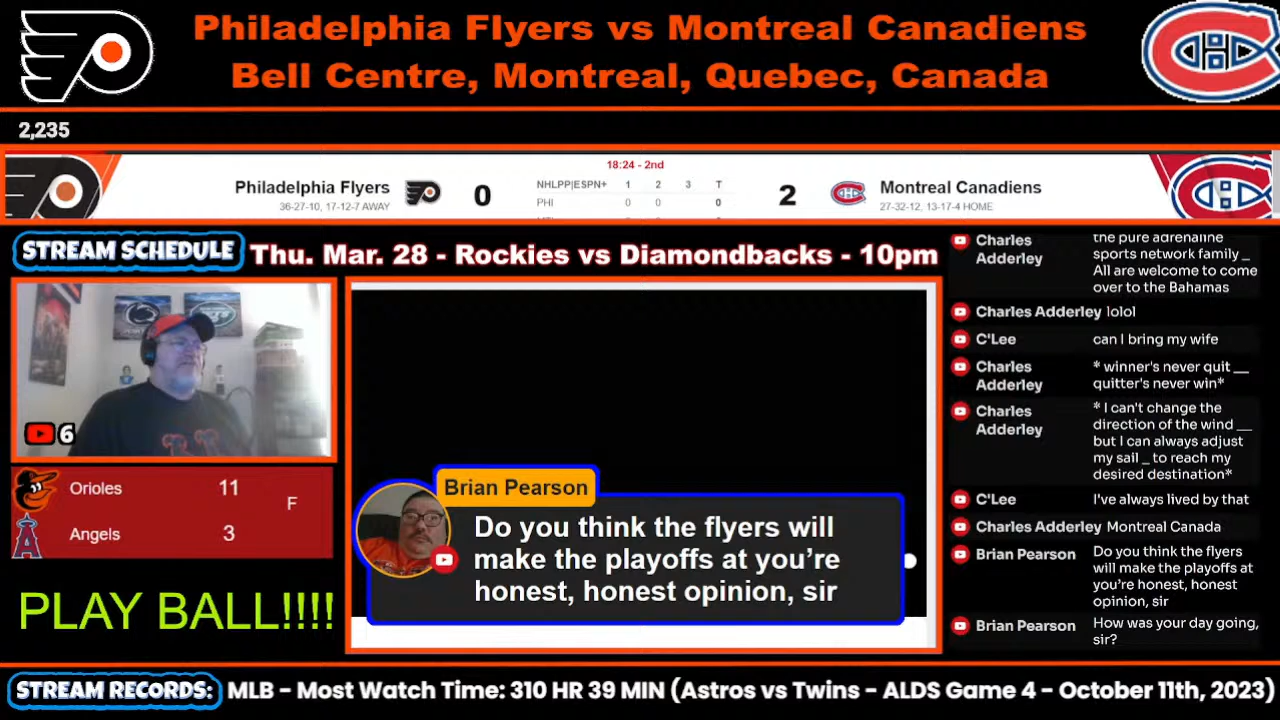 Philadelphia Flyers vs Montreal Canadiens
Bell Centre, Montreal, Quebec, Canada
2,235
18:24 - 2nd
Philadelphia Flyers
36-27-10, 17-12-7 AWAY
0
NHLPP|ESPN+ 1 2 3 T
PHI 0 0 0
2
Montreal Canadiens
27-32-12, 13-17-4 HOME
STREAM SCHEDULE
Thu. Mar. 28 - Rockies vs Diamondbacks - 10pm
6
Orioles 11
F
Angels 3
PLAY BALL!!!!
Brian Pearson
Do you think the flyers will
make the playoffs at you’re
honest, honest opinion, sir
Charles Adderley
the pure adrenaline
sports network family _
All are welcome to come
over to the Bahamas
Charles Adderley lolol
C'Lee can I bring my wife
Charles Adderley
* winner's never quit __
quitter's never win*
Charles Adderley
* I can't change the
direction of the wind __
but I can always adjust
my sail _ to reach my
desired destination*
C'Lee I've always lived by that
Charles Adderley Montreal Canada
Brian Pearson Do you think the flyers
will make the playoffs at
you’re honest, honest
opinion, sir
Brian Pearson How was your day going,
sir?
STREAM RECORDS:
MLB - Most Watch Time: 310 HR 39 MIN (Astros vs Twins - ALDS Game 4 - October 11th, 2023)